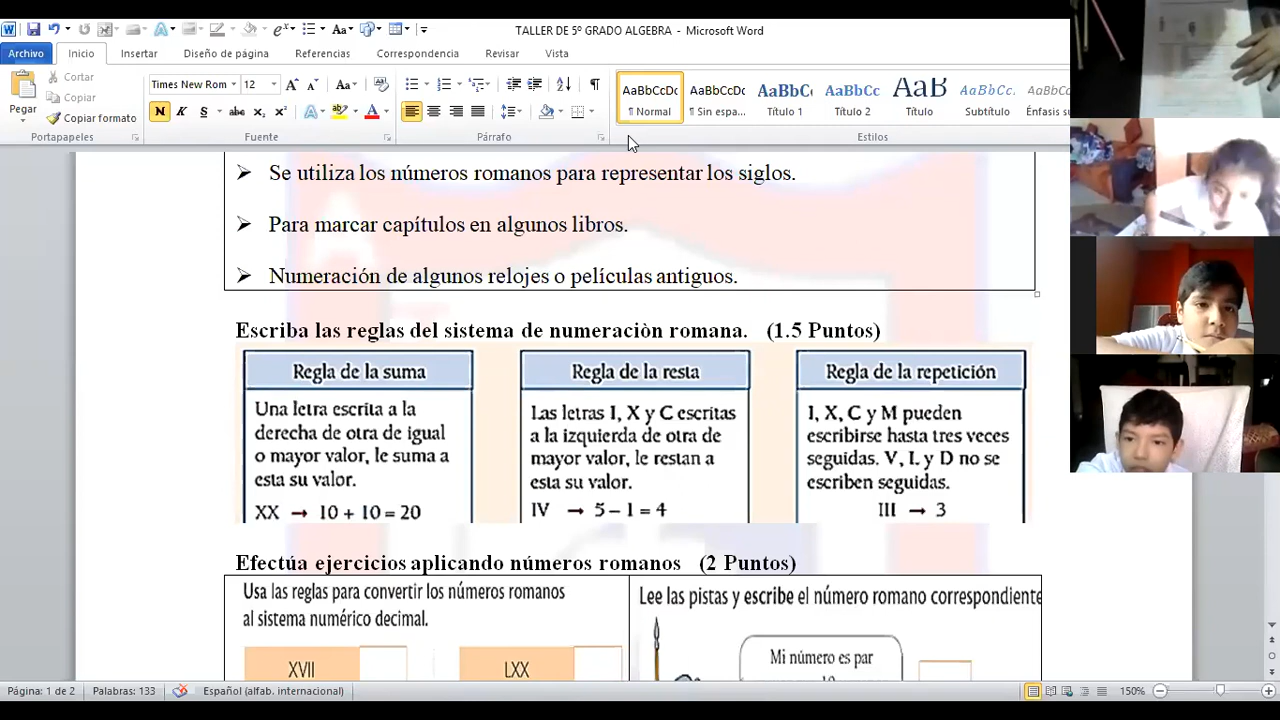 TALLER DE 5º GRADO ALGEBRA - Microsoft Word
Archivo Inicio Insertar Diseño de página Referencias Correspondencia Revisar Vista
Pegar
Cortar
Copiar
Copiar formato
Portapapeles
Times New Rom 12
Fuente
Párrafo
AaBbCcDc AaBbCcDc AaBbC AaBbCc AaB AaBbCc. AaBbCc
¶ Normal ¶ Sin espa... Título 1 Título 2 Título Subtítulo Énfasis su
Estilos
➢ Se utiliza los números romanos para representar los siglos.
➢ Para marcar capítulos en algunos libros.
➢ Numeración de algunos relojes o películas antiguos.
Escriba las reglas del sistema de numeraciòn romana. (1.5 Puntos)
Regla de la suma
Una letra escrita a la
derecha de otra de igual
o mayor valor, le suma a
esta su valor.
XX → 10 + 10 = 20
Regla de la resta
Las letras I, X y C escritas
a la izquierda de otra de
mayor valor, le restan a
esta su valor.
IV → 5 – 1 = 4
Regla de la repetición
I, X, C y M pueden
escribirse hasta tres veces
seguidas. V, L y D no se
escriben seguidas.
III → 3
Efectúa ejercicios aplicando números romanos (2 Puntos)
Usa las reglas para convertir los números romanos
al sistema numérico decimal.
XVII LXX
Lee las pistas y escribe el número romano correspondiente
Mi número es par
Página: 1 de 2 Palabras: 133 Español (alfab. internacional) 150%